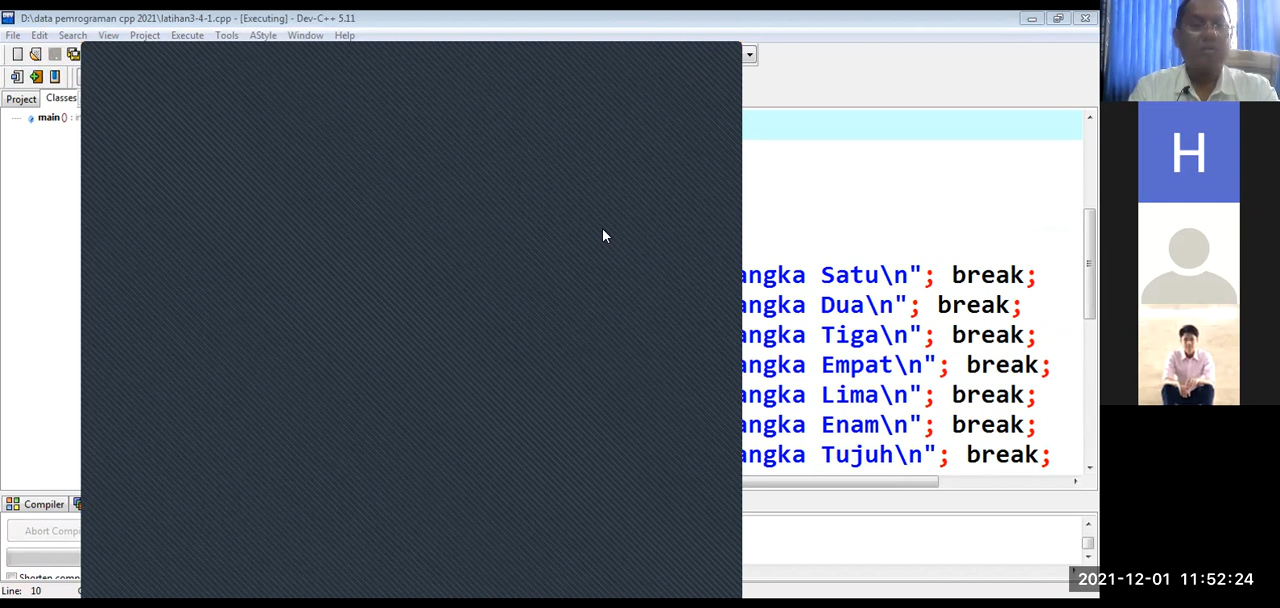 D:\data pemrograman cpp 2021\latihan3-4-1.cpp - [Executing] - Dev-C++ 5.11
File Edit Search View Project Execute Tools AStyle Window Help
Project Classes
main() :
angka Satu\n"; break;
angka Dua\n"; break;
angka Tiga\n"; break;
angka Empat\n"; break;
angka Lima\n"; break;
angka Enam\n"; break;
angka Tujuh\n"; break;
Compiler
Abort
Shorten
Line: 10
H
2021-12-01 11:52:24